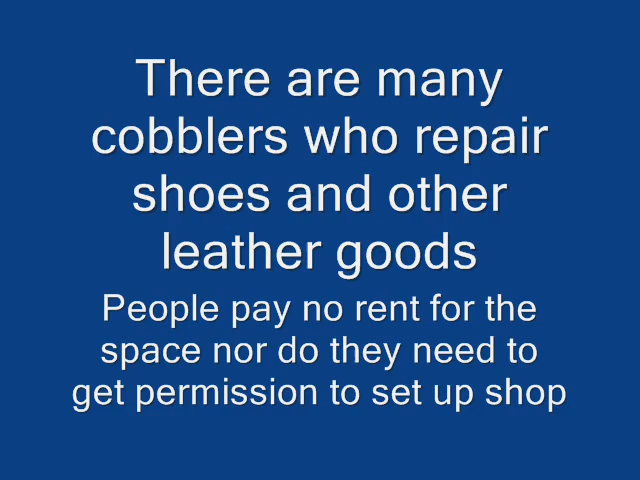 There are many
cobblers who repair
shoes and other
leather goods
People pay no rent for the
space nor do they need to
get permission to set up shop